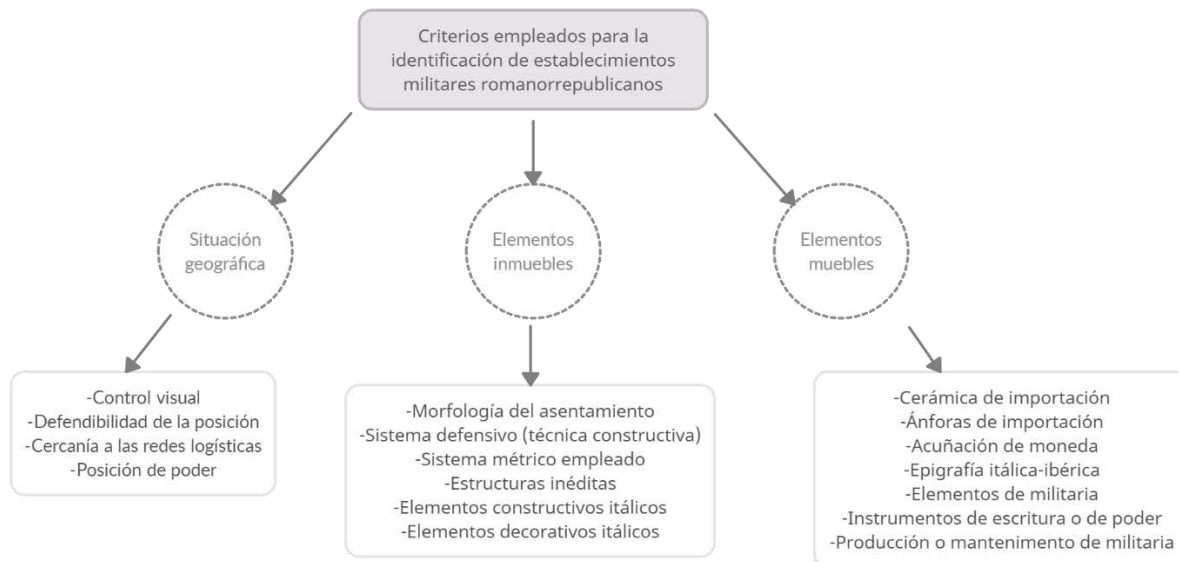 Criterios empleados para la
identificación de establecimientos
militares romanorrepublicanos
Situación
geográfica
Elementos
inmuebles
Elementos
muebles
-Control visual
-Defendibilidad de la posición
-Cercanía a las redes logísticas
-Posición de poder
-Morfología del asentamiento
-Sistema defensivo (técnica constructiva)
-Sistema métrico empleado
-Estructuras inéditas
-Elementos constructivos itálicos
-Elementos decorativos itálicos
-Cerámica de importación
-Ánforas de importación
-Acuñación de moneda
-Epigrafía itálica-ibérica
-Elementos de militaria
-Instrumentos de escritura o de poder
-Producción o mantenimento de militaria